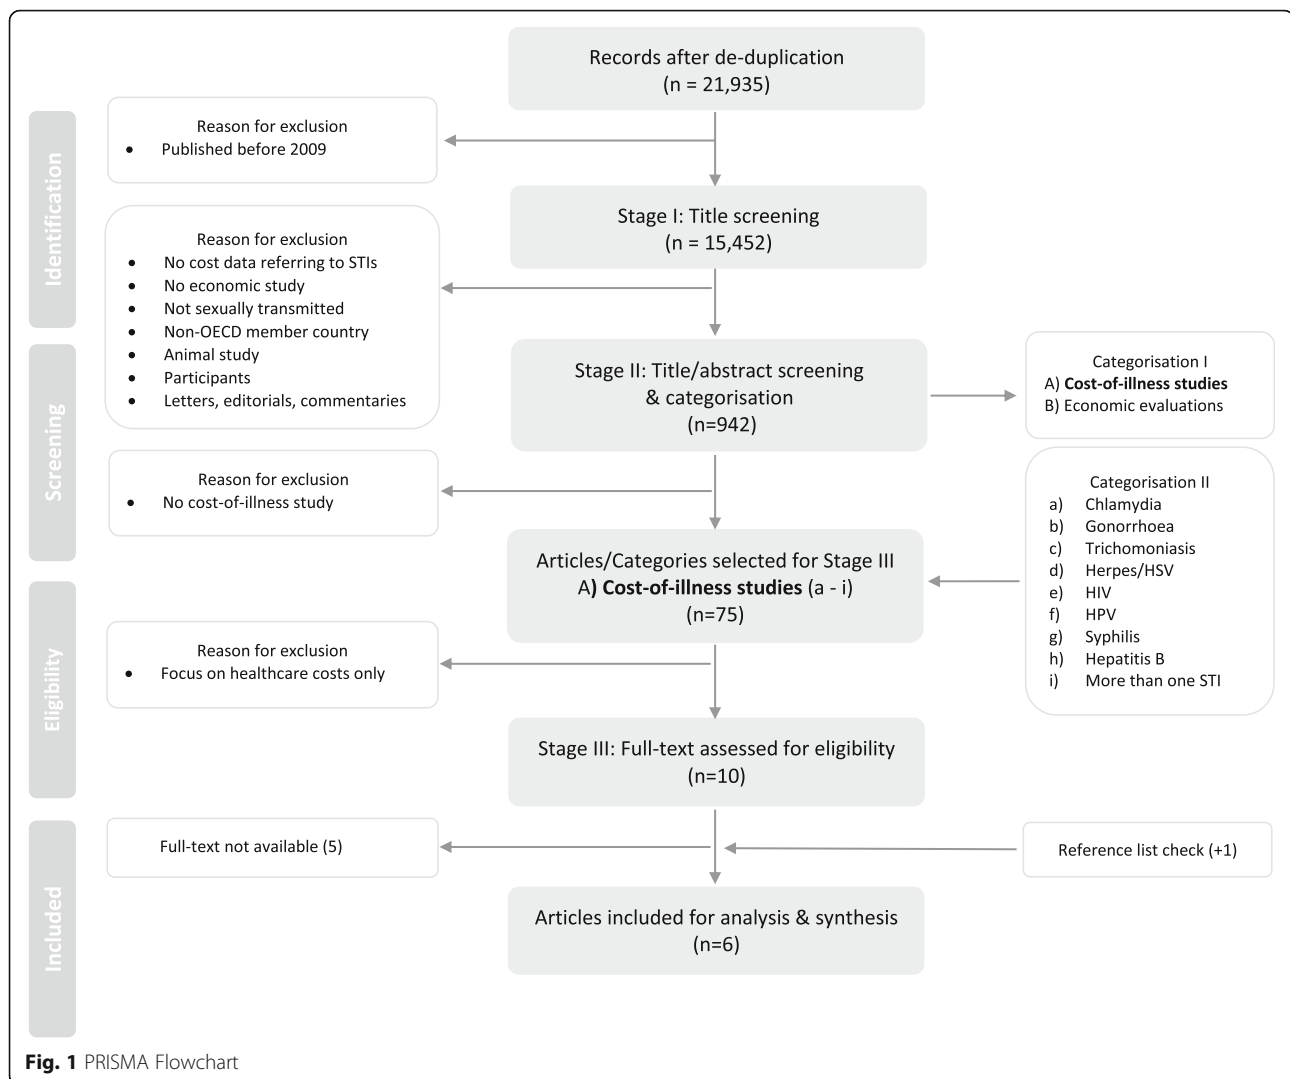 Records after de-duplication
(n = 21,935)
Identification
Reason for exclusion
• Published before 2009
Stage I: Title screening
(n = 15,452)
Reason for exclusion
• No cost data referring to STIs
• No economic study
• Not sexually transmitted
• Non-OECD member country
• Animal study
• Participants
• Letters, editorials, commentaries
Screening
Stage II: Title/abstract screening
& categorisation
(n=942)
Categorisation I
A) Cost-of-illness studies
B) Economic evaluations
Reason for exclusion
• No cost-of-illness study
Categorisation II
a) Chlamydia
b) Gonorrhoea
c) Trichomoniasis
d) Herpes/HSV
e) HIV
f) HPV
g) Syphilis
h) Hepatitis B
i) More than one STI
Articles/Categories selected for Stage III
A) Cost-of-illness studies (a - i)
(n=75)
Eligibility
Reason for exclusion
• Focus on healthcare costs only
Stage III: Full-text assessed for eligibility
(n=10)
Included
Full-text not available (5)
Reference list check (+1)
Articles included for analysis & synthesis
(n=6)
Fig. 1 PRISMA Flowchart